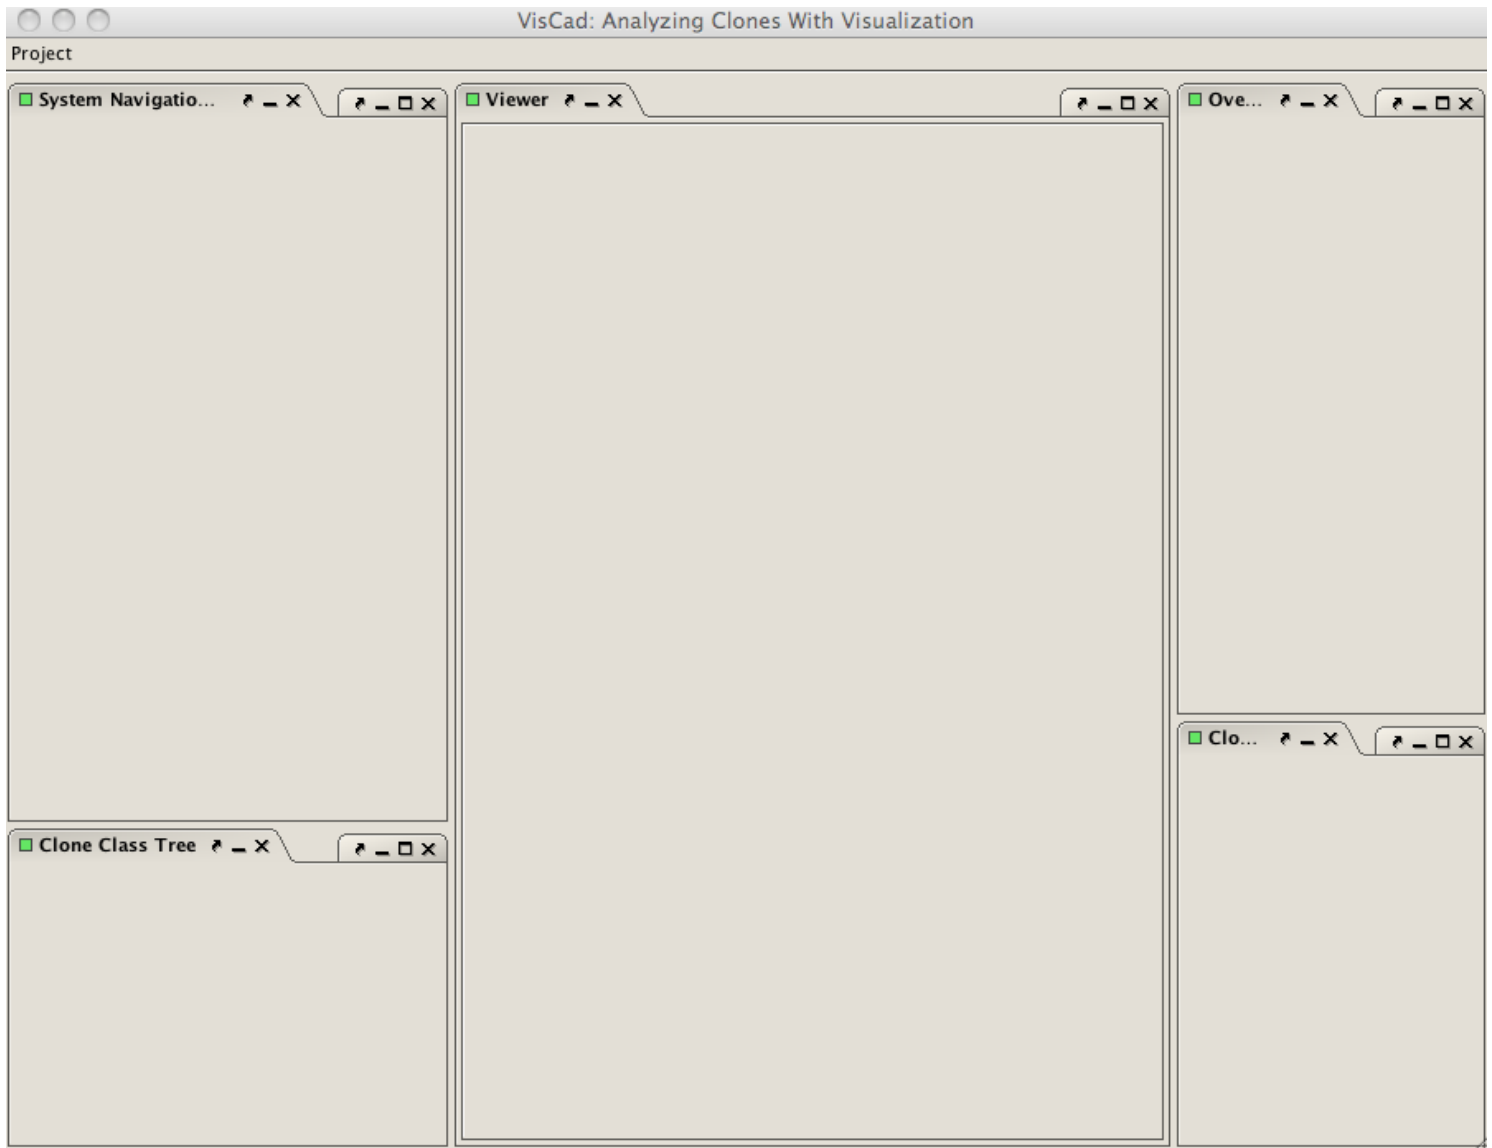 VisCad: Analyzing Clones With Visualization
Project
System Navigatio...
Viewer
Ove...
Clo...
Clone Class Tree